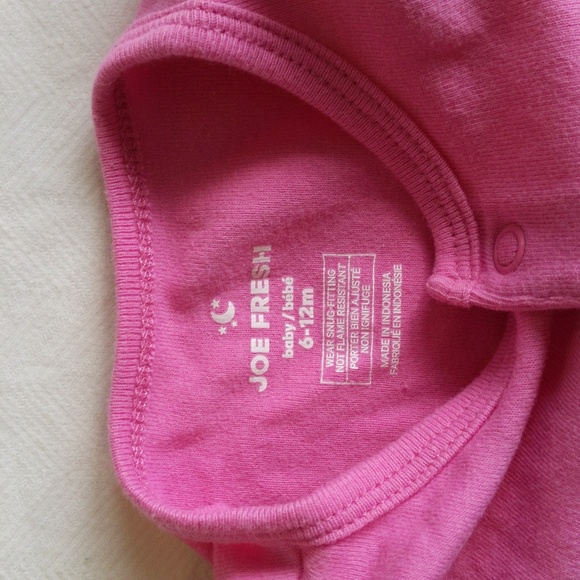 JOE FRESH
baby / bébé
6-12m
WEAR SNUG-FITTING
NOT FLAME RESISTANT
PORTER BIEN AJUSTÉ
NON IGNIFUGE
MADE IN INDONESIA
FABRIQUÉ EN INDONÉSIE